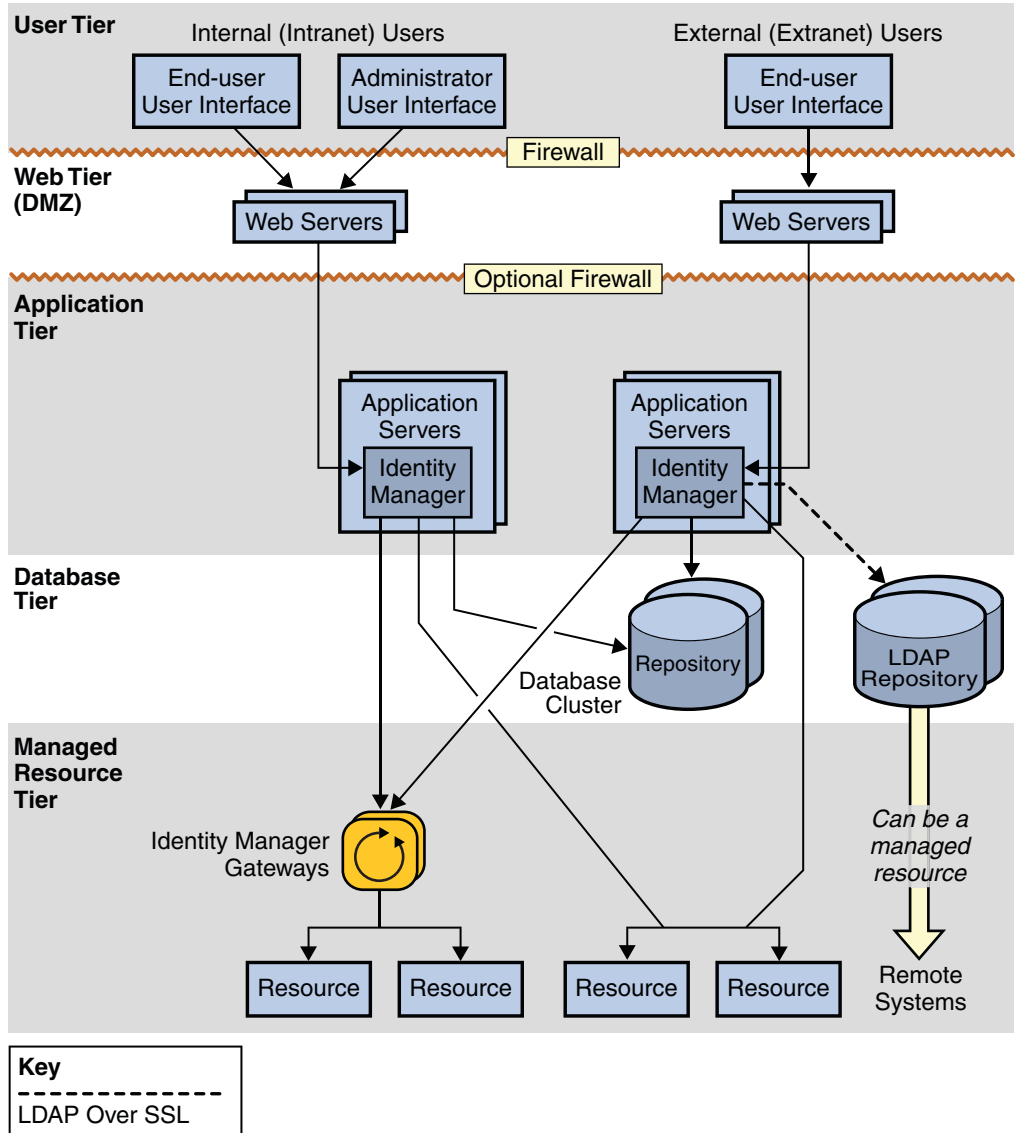 User Tier
Internal (Intranet) Users
External (Extranet) Users
End-user
User Interface
Administrator
User Interface
End-user
User Interface
Firewall
Web Tier
(DMZ)
Web Servers
Web Servers
Optional Firewall
Application
Tier
Application
Servers
Identity
Manager
Application
Servers
Identity
Manager
Database
Tier
Repository
Database
Cluster
LDAP
Repository
Managed
Resource
Tier
Identity Manager
Gateways
Can be a
managed
resource
Resource
Resource
Resource
Resource
Remote
Systems
Key
LDAP Over SSL